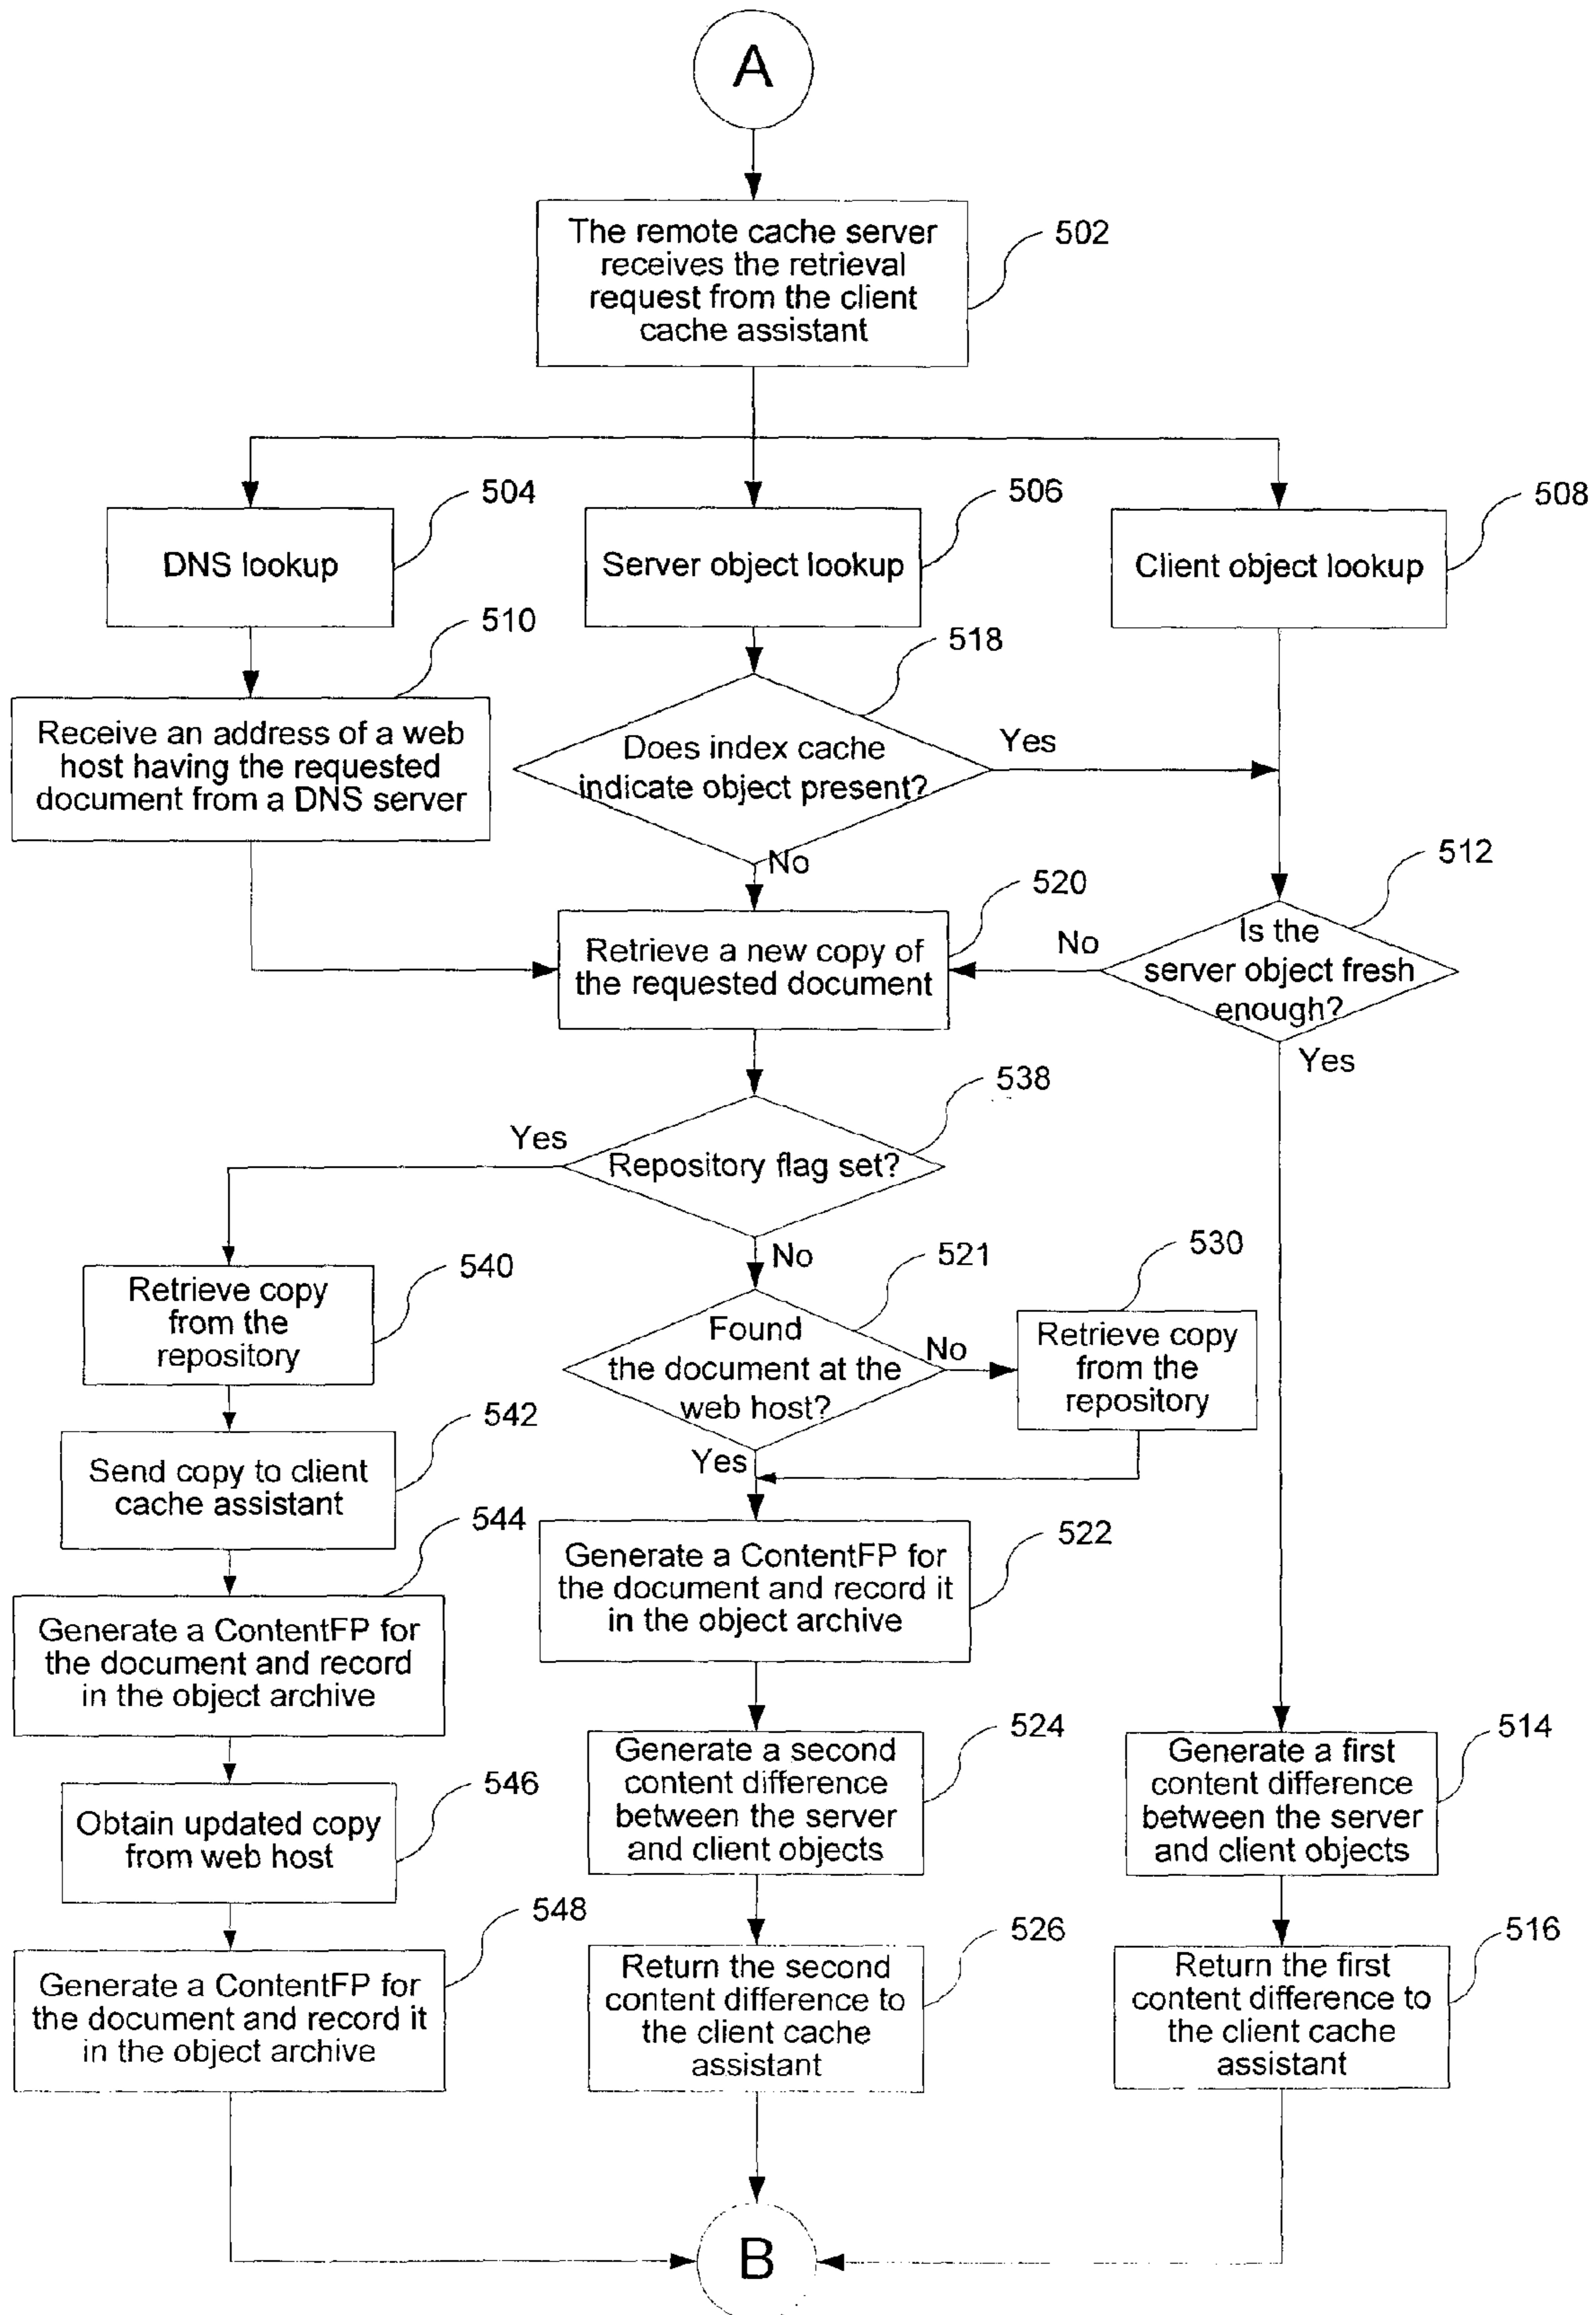 A
The remote cache server
receives the retrieval
request from the client
cache assistant
502
DNS lookup
504
Server object lookup
506
Client object lookup
508
Receive an address of a web
host having the requested
document from a DNS server
510
Does index cache
indicate object present?
518
Yes
No
Retrieve a new copy of
the requested document
520
Is the
server object fresh
enough?
512
No
Yes
Repository flag set?
538
Yes
No
Retrieve copy
from the
repository
540
Found
the document at the
web host?
521
No
Yes
Retrieve copy
from the
repository
530
Send copy to client
cache assistant
542
Generate a ContentFP for
the document and record
in the object archive
544
Generate a ContentFP for
the document and record it
in the object archive
522
Obtain updated copy
from web host
546
Generate a second
content difference
between the server
and client objects
524
Generate a first
content difference
between the server
and client objects
514
Generate a ContentFP for
the document and record it
in the object archive
548
Return the second
content difference to
the client cache
assistant
526
Return the first
content difference to
the client cache
assistant
516
B